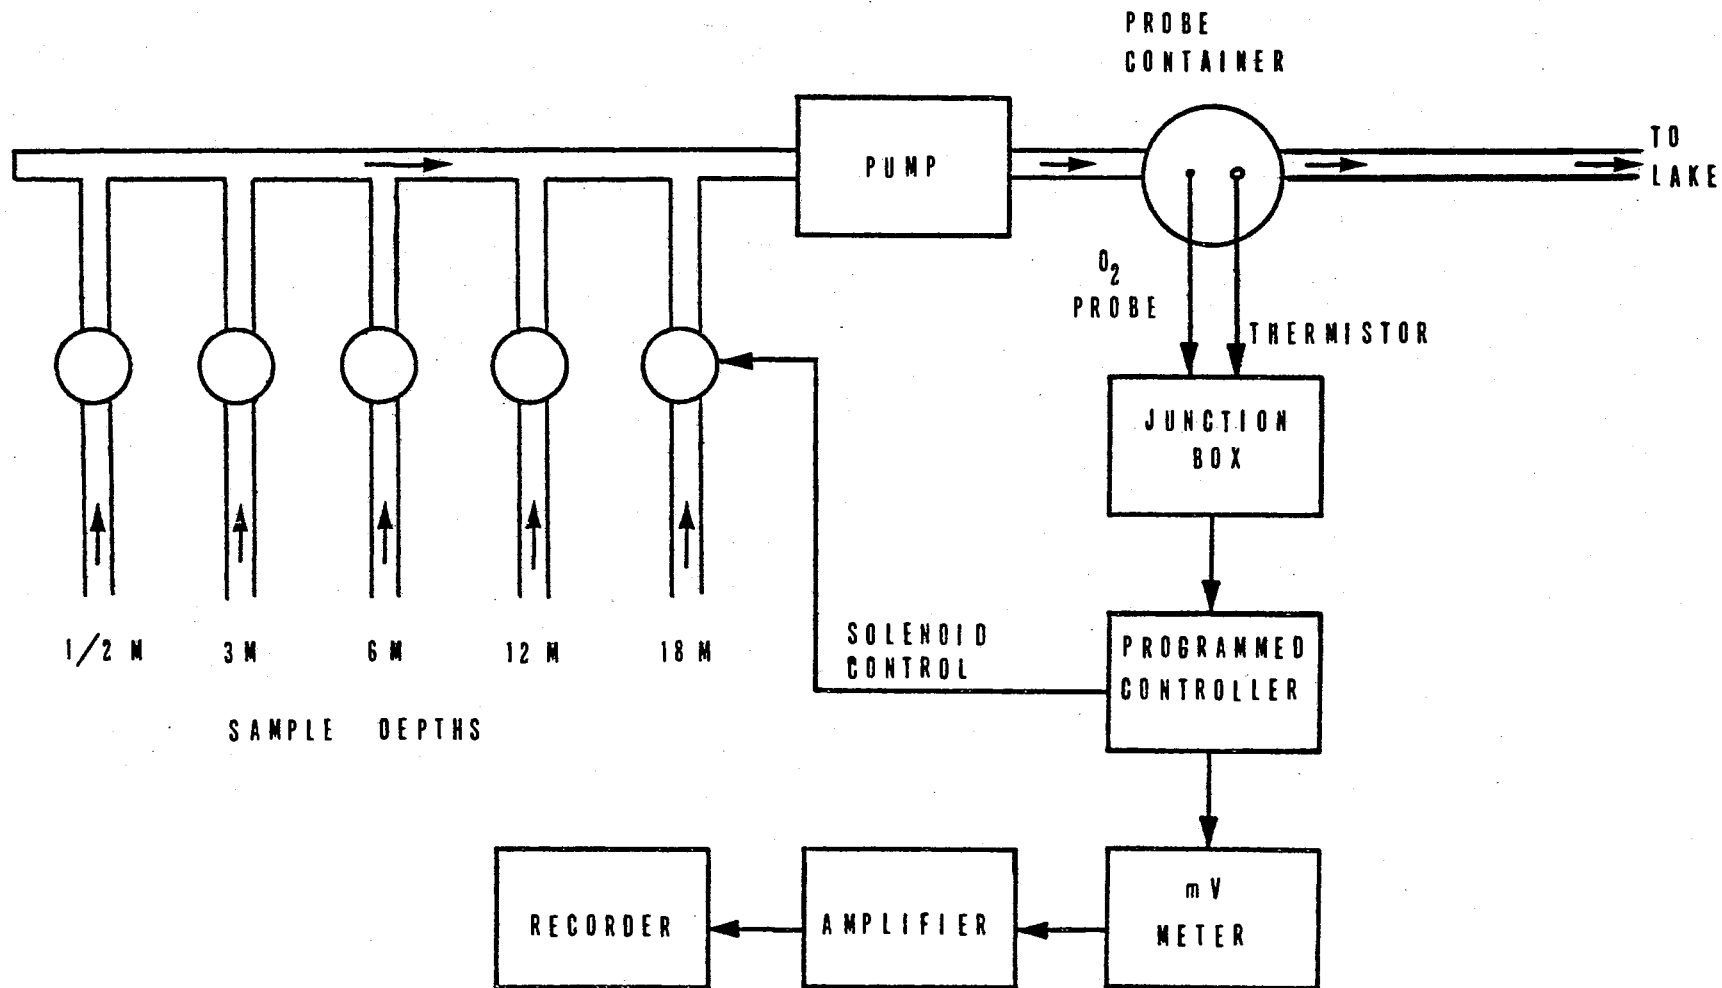 PROBE
CONTAINER
PUMP
TO
LAKE
O2
PROBE
THERMISTOR
JUNCTION
BOX
1/2 M 3 M 6 M 12 M 18 M
SAMPLE DEPTHS
SOLENOID
CONTROL
PROGRAMMED
CONTROLLER
RECORDER
AMPLIFIER
mV
METER